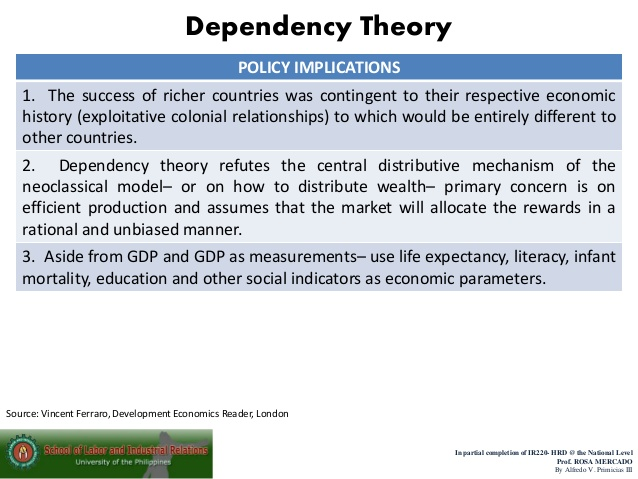 Dependency Theory
POLICY IMPLICATIONS
1. The success of richer countries was contingent to their respective economic
history (exploitative colonial relationships) to which would be entirely different to
other countries.
2. Dependency theory refutes the central distributive mechanism of the
neoclassical model– or on how to distribute wealth– primary concern is on
efficient production and assumes that the market will allocate the rewards in a
rational and unbiased manner.
3. Aside from GDP and GDP as measurements– use life expectancy, literacy, infant
mortality, education and other social indicators as economic parameters.
Source: Vincent Ferraro, Development Economics Reader, London
School of Labor and Industrial Relations
University of the Philippines
In partial completion of IR220- HRD @ the National Level
Prof. ROSA MERCADO
By Alfredo V. Primicias III